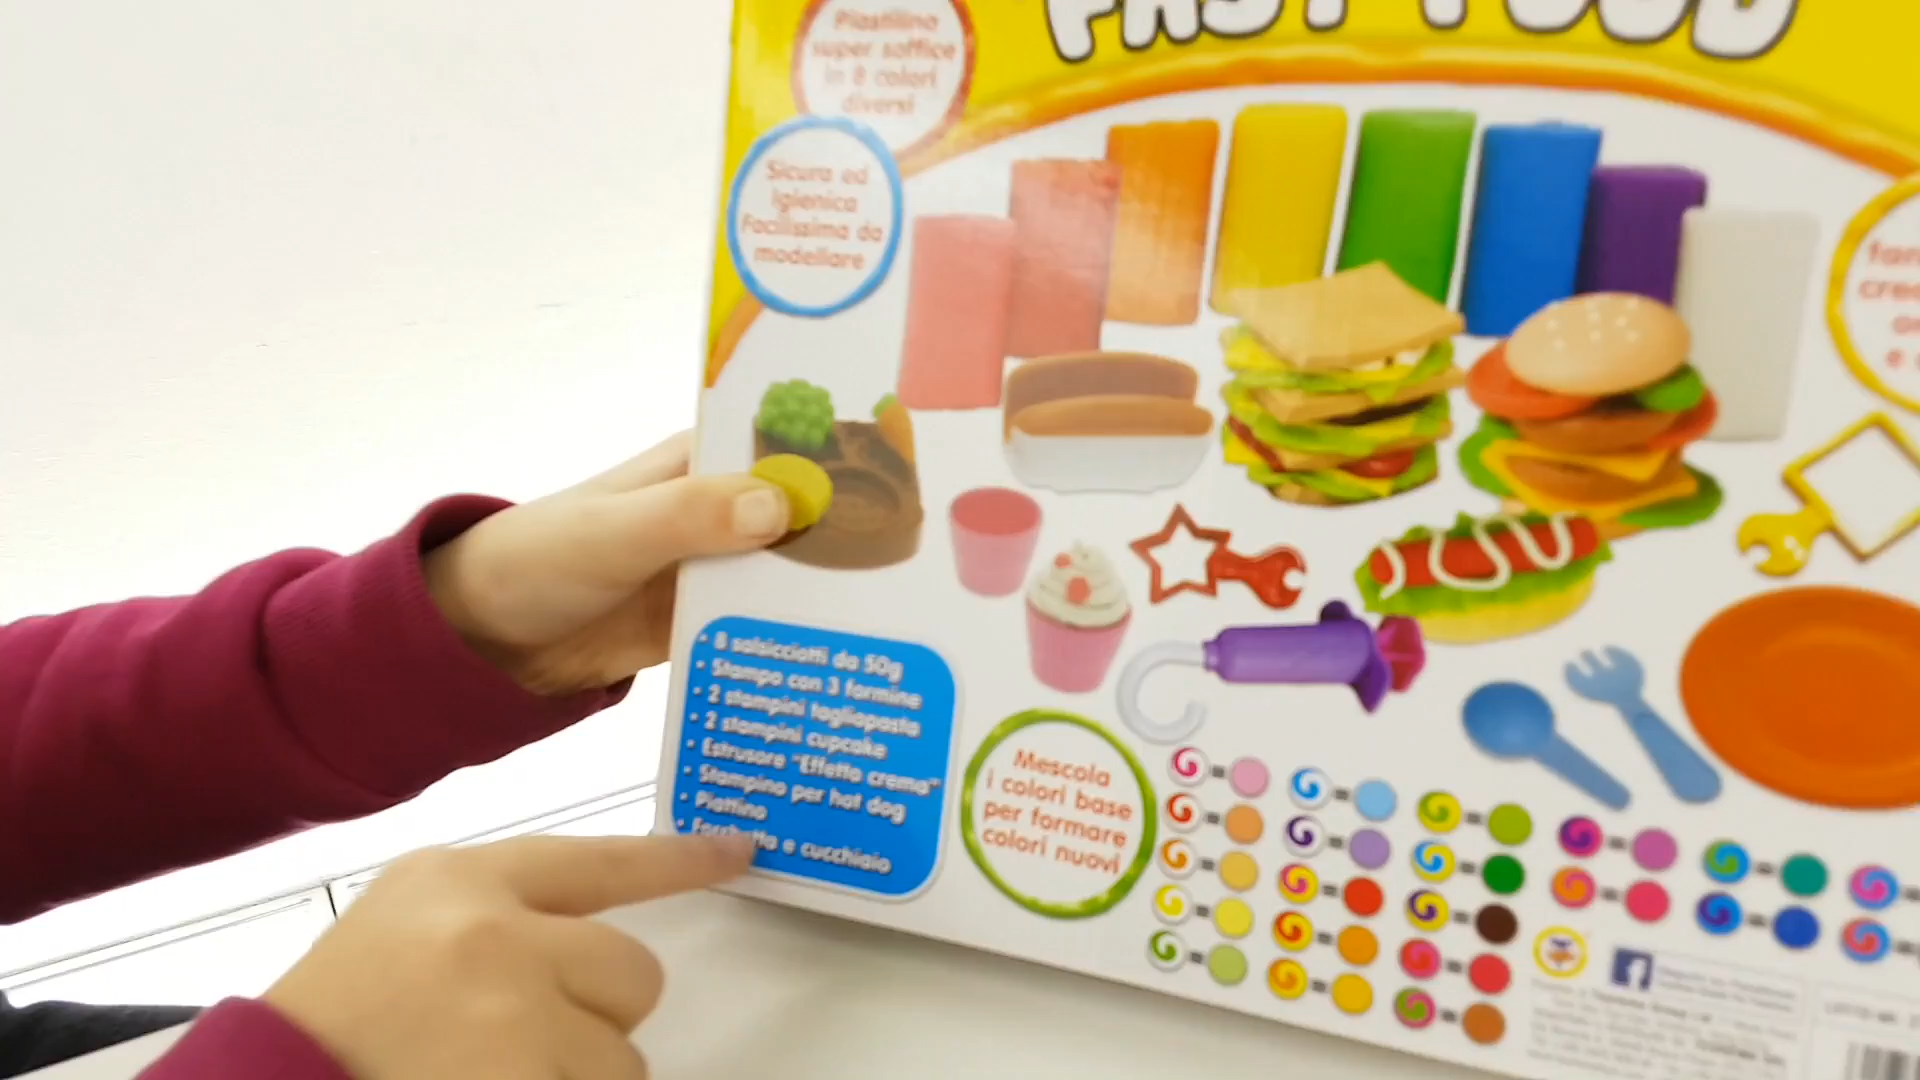 FAST FOOD
Plastilina
super soffice
in 8 colori
diversi
Sicura ed
igienica
Facilissima da
modellare
• 8 salsicciotti da 50g
• Stampo con 3 formine
• 2 stampini tagliapasta
• 2 stampini cupcake
• Estrusore "Effetto crema"
• Stampino per hot dog
• Piattino
• Forchetta e cucchiaio
Mescola
i colori base
per formare
colori nuovi